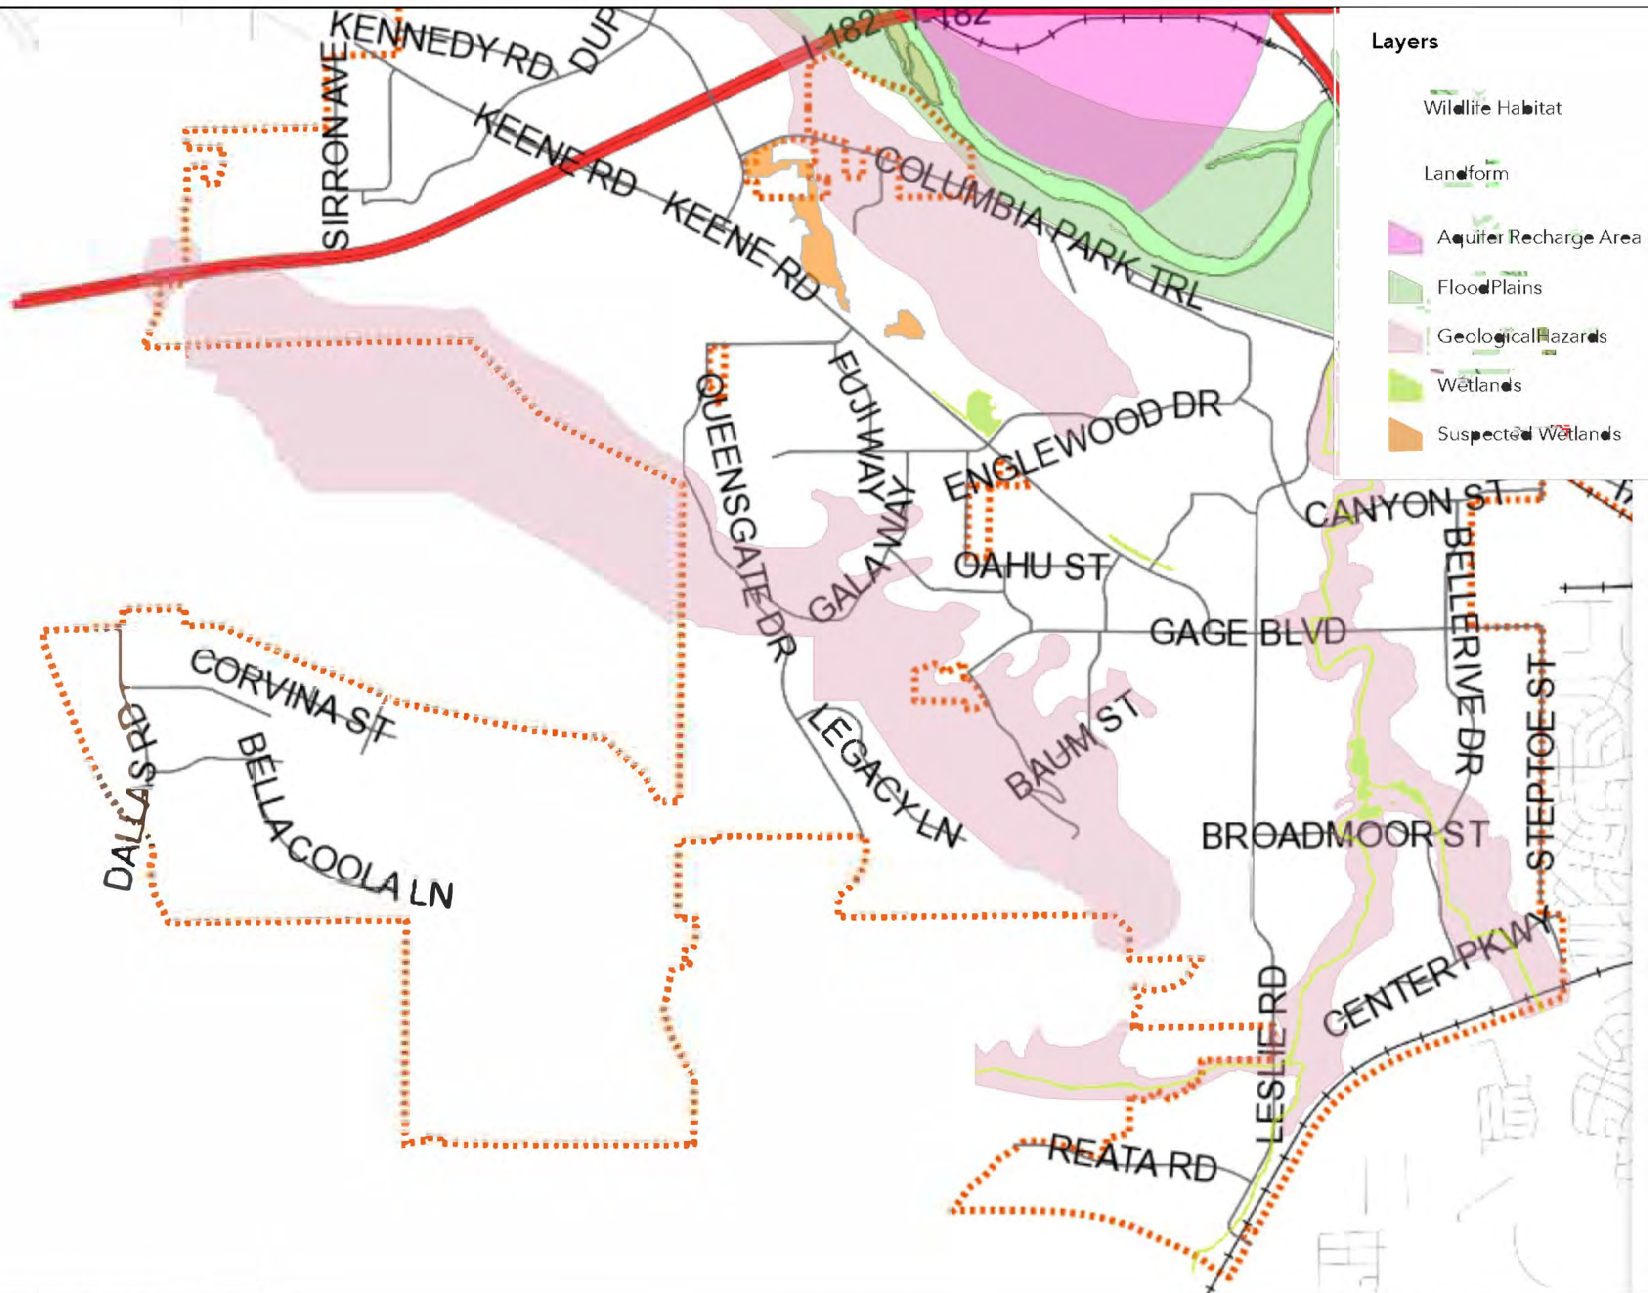 KENNEDY RD
DUP
I-182
I-182
SIRRON AVE
KEENE RD
KEENE RD
COLUMBIA PARK TRL
Layers
Wildlife Habitat
Landform
Aquifer Recharge Area
FloodPlains
GeologicalHazards
Wetlands
Suspected Wetlands
QUEENSGATE DR
FUJI WAY
GALA WAY
ENGLEWOOD DR
CANYON ST
BELLERIVE DR
OAHU ST
GAGE BLVD
STEPTOE ST
CORVINA ST
DALLAS RD
BELLA COOLA LN
LEGACY LN
BAUM ST
BROADMOOR ST
CENTER PKWY
LESLIE RD
REATA RD